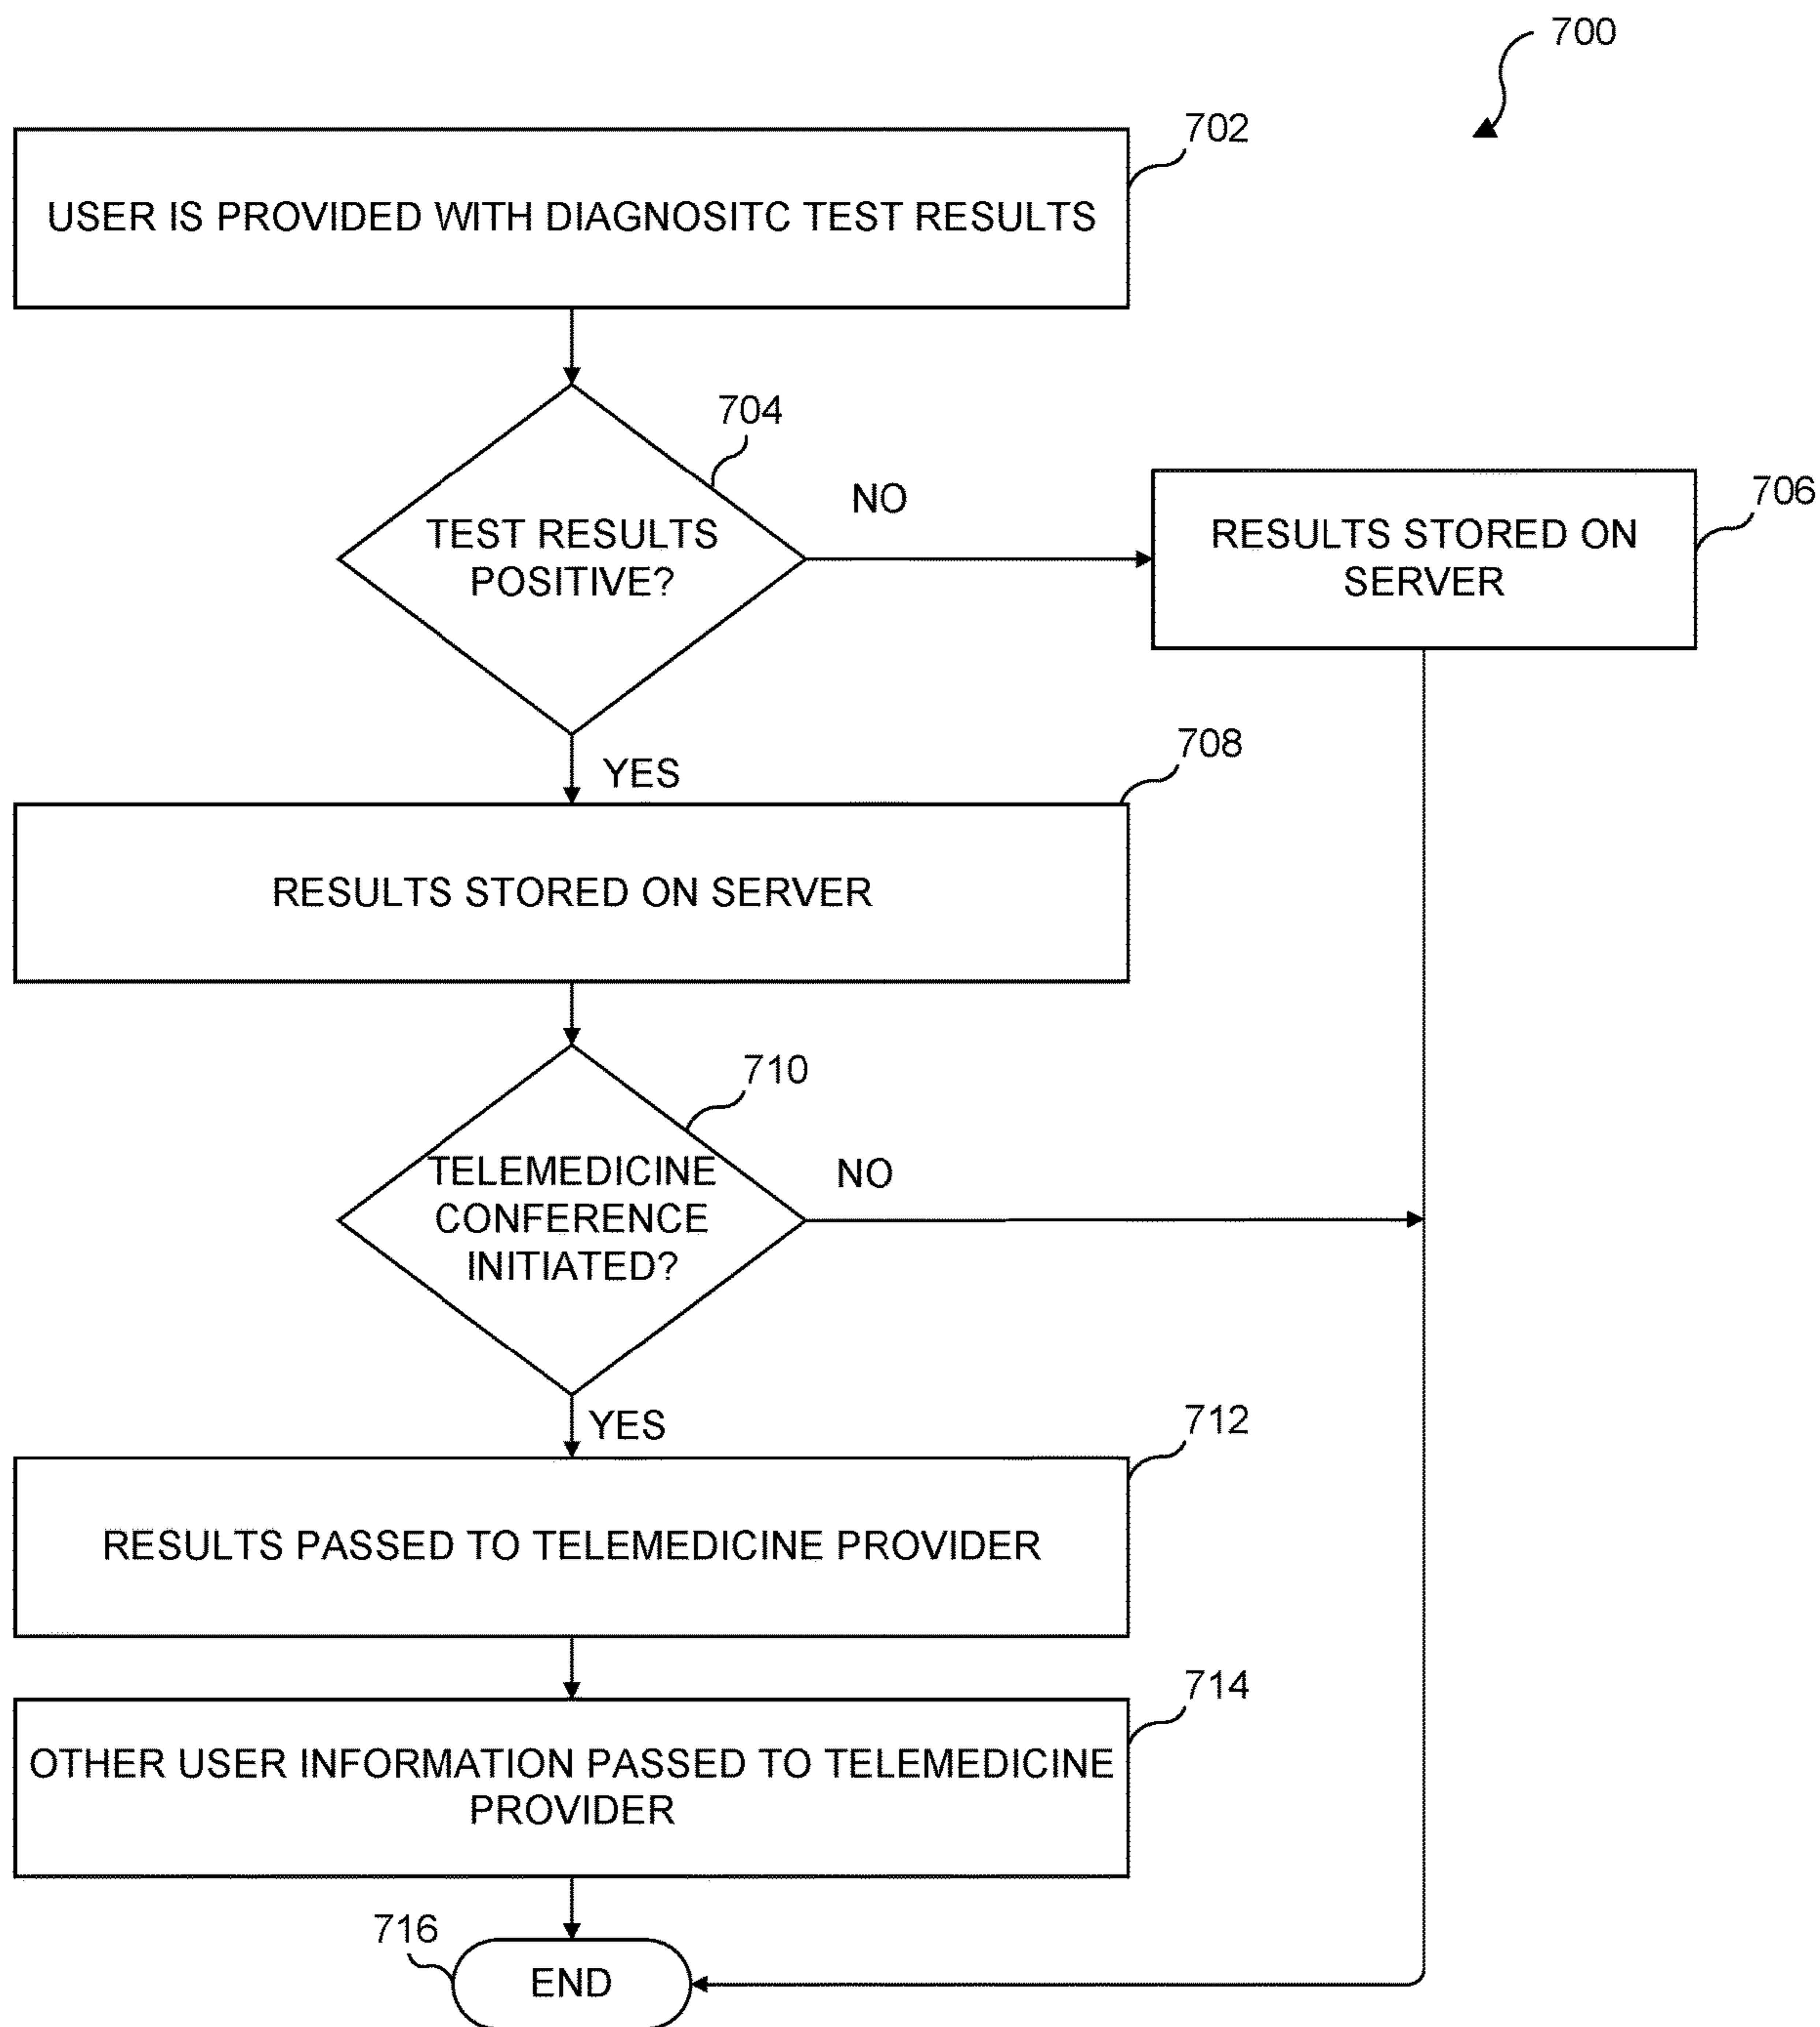 700
702
USER IS PROVIDED WITH DIAGNOSITC TEST RESULTS
704
TEST RESULTS
POSITIVE?
NO
706
RESULTS STORED ON
SERVER
YES
708
RESULTS STORED ON SERVER
710
TELEMEDICINE
CONFERENCE
INITIATED?
NO
YES
712
RESULTS PASSED TO TELEMEDICINE PROVIDER
714
OTHER USER INFORMATION PASSED TO TELEMEDICINE
PROVIDER
716
END